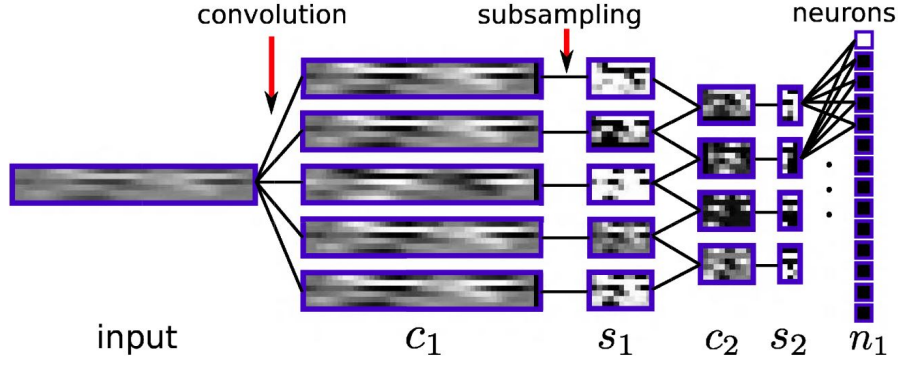 convolution
subsampling
neurons
input
c₁
s₁
c₂
s₂
n₁